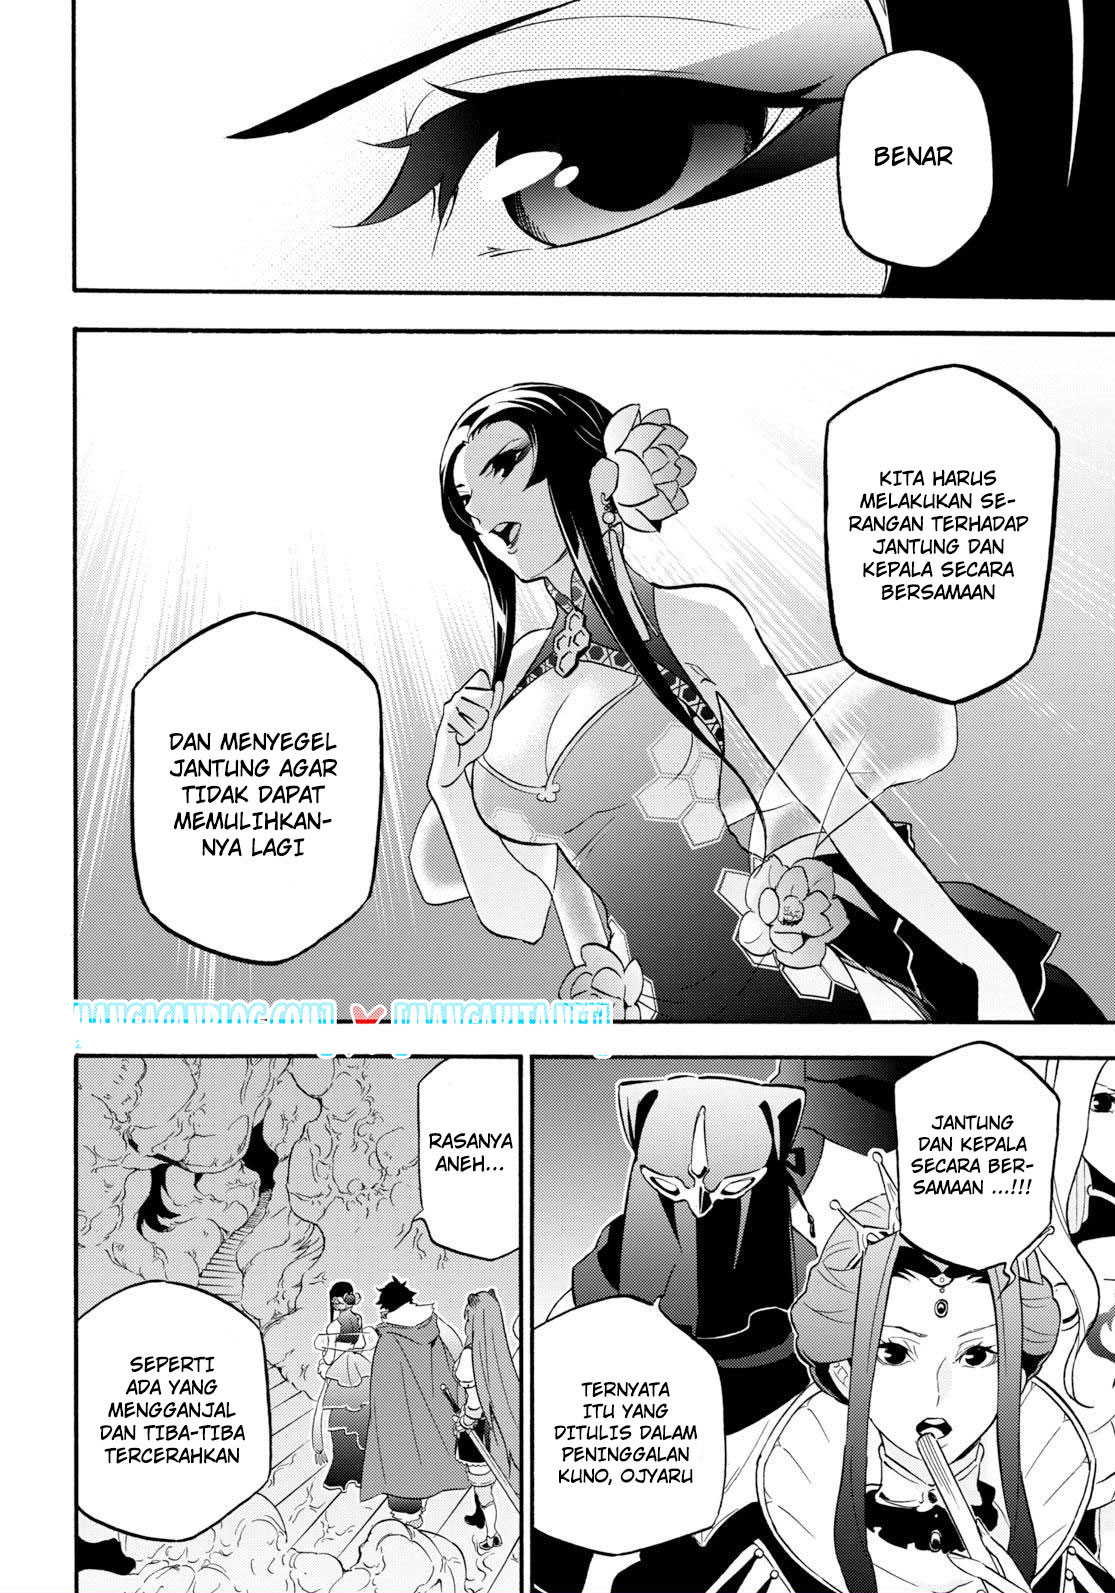 BENAR
KITA HARUS
MELAKUKAN SE-
RANGAN TERHADAP
JANTUNG DAN
KEPALA SECARA
BERSAMAAN
DAN MENYEGEL
JANTUNG AGAR
TIDAK DAPAT
MEMULIHKAN-
NYA LAGI
2
JANTUNG
DAN KEPALA
SECARA BER-
SAMAAN ...!!!
TERNYATA
ITU YANG
DITULIS DALAM
PENINGGALAN
KUNO, OJYARU
RASANYA
ANEH...
SEPERTI
ADA YANG
MENGGANJAL
DAN TIBA-TIBA
TERCERAHKAN